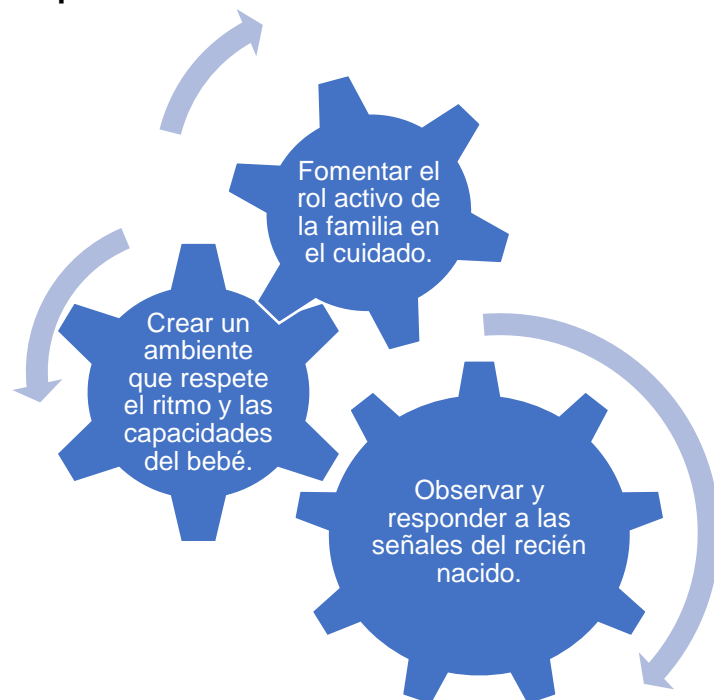 Fomentar el
rol activo de
la familia en
el cuidado.
Crear un
ambiente
que respete
el ritmo y las
capacidades
del bebé.
Observar y
responder a las
señales del recién
nacido.